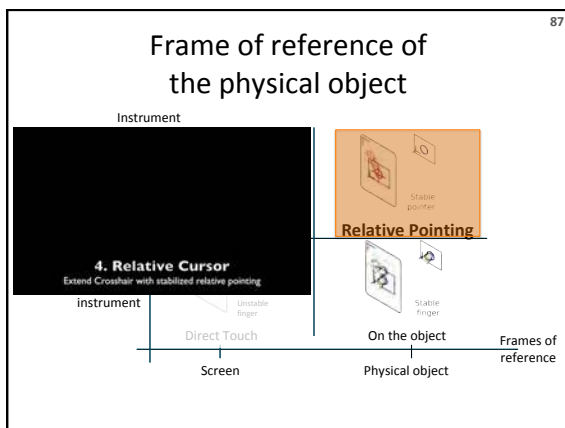 87
Frame of reference of
the physical object
Instrument
Stable
pointer
Relative Pointing
4. Relative Cursor
Extend Crosshair with stabilized relative pointing
instrument
Unstable
finger
Stable
finger
Direct Touch
On the object
Frames of
reference
Screen
Physical object